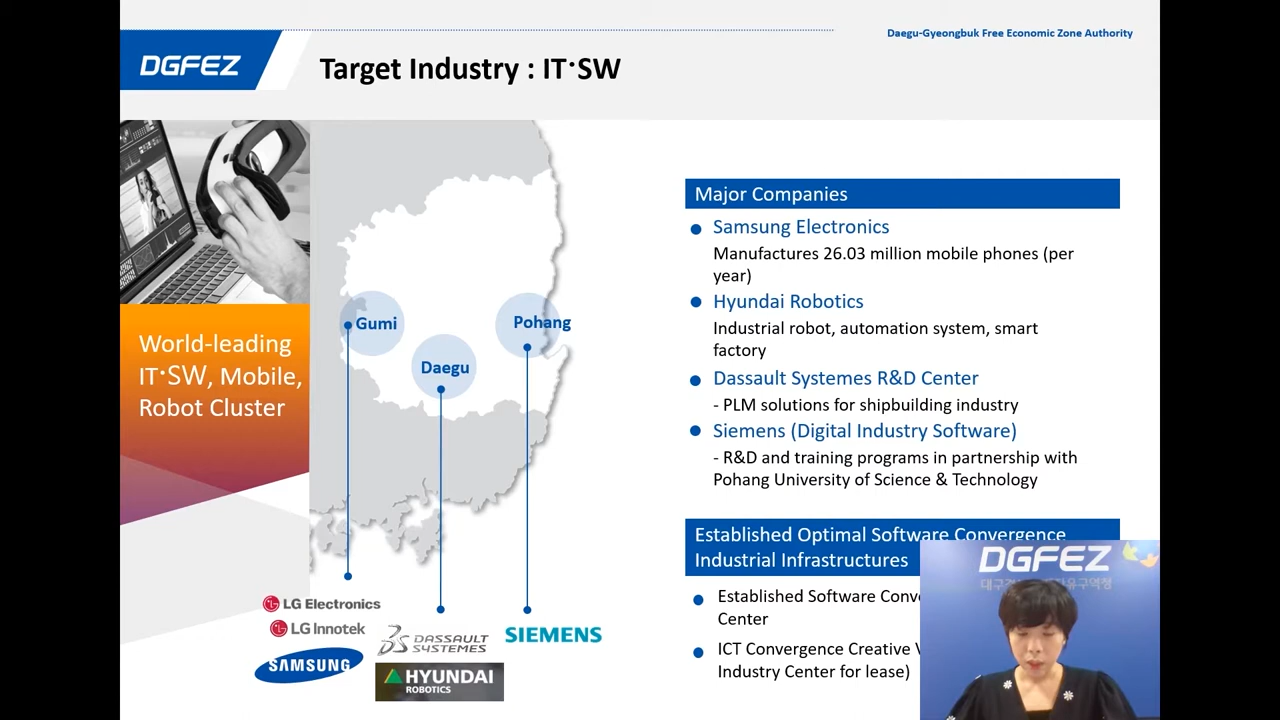 Daegu-Gyeongbuk Free Economic Zone Authority
DGFEZ
Target Industry : IT·SW
World-leading
IT·SW, Mobile,
Robot Cluster
Gumi
Daegu
Pohang
LG Electronics
LG Innotek
SAMSUNG
DASSAULT
SYSTEMES
HYUNDAI
ROBOTICS
SIEMENS
Major Companies
Samsung Electronics
Manufactures 26.03 million mobile phones (per
year)
Hyundai Robotics
Industrial robot, automation system, smart
factory
Dassault Systemes R&D Center
- PLM solutions for shipbuilding industry
Siemens (Digital Industry Software)
- R&D and training programs in partnership with
Pohang University of Science & Technology
Established Optimal Software Convergence
Industrial Infrastructures
Established Software
Center
ICT Convergence Creative
Industry Center for lease)
DGFEZ